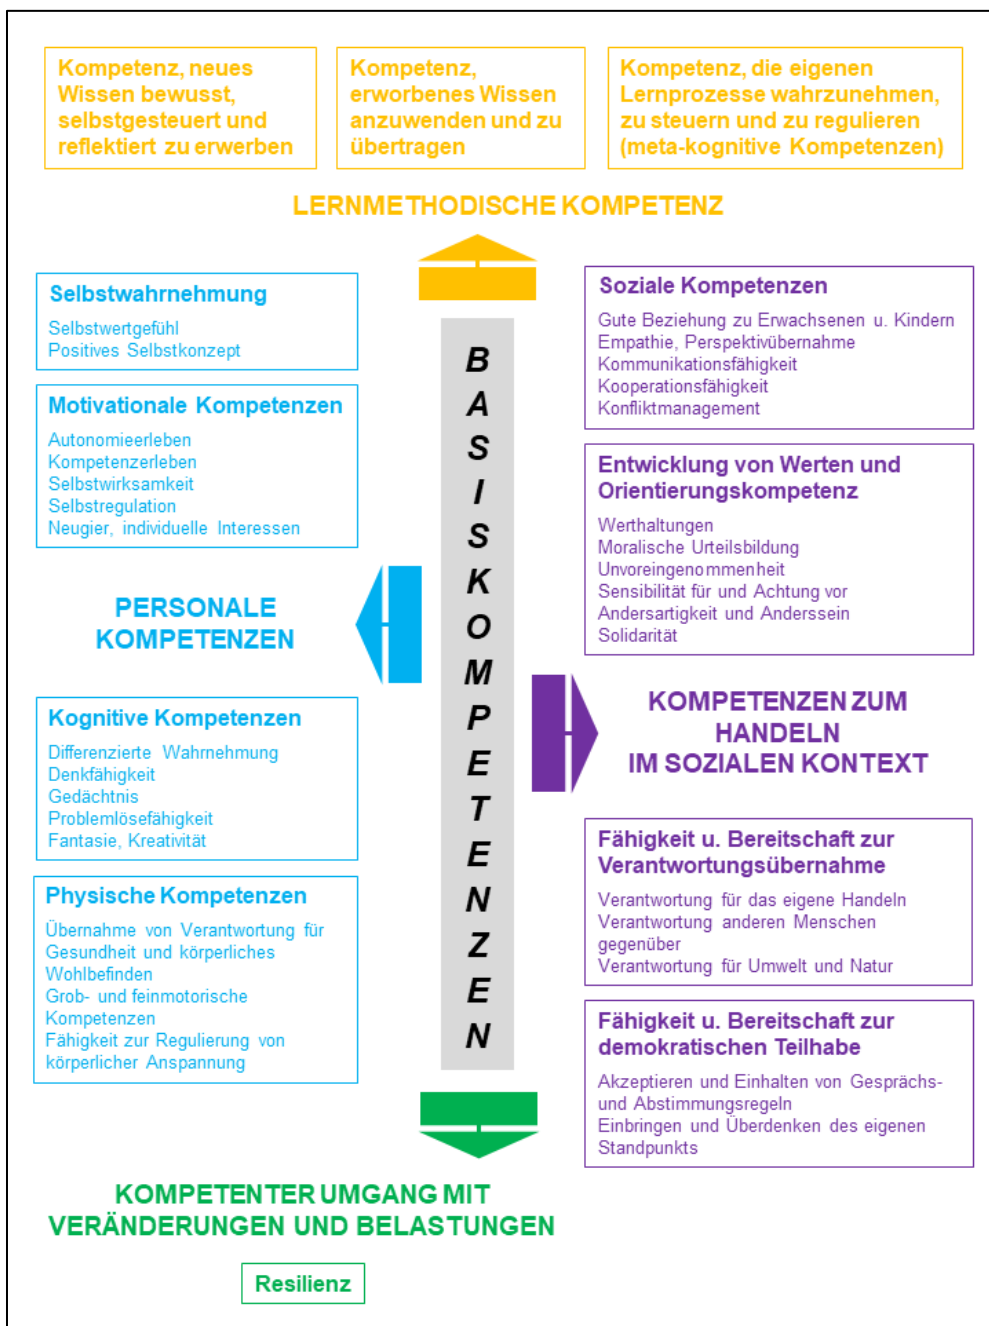 Kompetenz, neues
Wissen bewusst,
selbstgesteuert und
reflektiert zu erwerben
Kompetenz,
erworbenes Wissen
anzuwenden und zu
übertragen
Kompetenz, die eigenen
Lernprozesse wahrzunehmen,
zu steuern und zu regulieren
(meta-kognitive Kompetenzen)
LERNMETHODISCHE KOMPETENZ
Selbstwahrnehmung
Selbstwertgefühl
Positives Selbstkonzept
Motivationale Kompetenzen
Autonomieerleben
Kompetenzerleben
Selbstwirksamkeit
Selbstregulation
Neugier, individuelle Interessen
PERSONALE
KOMPETENZEN
Kognitive Kompetenzen
Differenzierte Wahrnehmung
Denkfähigkeit
Gedächtnis
Problemlösefähigkeit
Fantasie, Kreativität
Physische Kompetenzen
Übernahme von Verantwortung für
Gesundheit und körperliches
Wohlbefinden
Grob- und feinmotorische
Kompetenzen
Fähigkeit zur Regulierung von
körperlicher Anspannung
BASISKOMPETENZEN
Soziale Kompetenzen
Gute Beziehung zu Erwachsenen u. Kindern
Empathie, Perspektivübernahme
Kommunikationsfähigkeit
Kooperationsfähigkeit
Konfliktmanagement
Entwicklung von Werten und
Orientierungskompetenz
Werthaltungen
Moralische Urteilsbildung
Unvoreingenommenheit
Sensibilität für und Achtung vor
Andersartigkeit und Anderssein
Solidarität
KOMPETENZEN ZUM
HANDELN
IM SOZIALEN KONTEXT
Fähigkeit u. Bereitschaft zur
Verantwortungsübernahme
Verantwortung für das eigene Handeln
Verantwortung anderen Menschen
gegenüber
Verantwortung für Umwelt und Natur
Fähigkeit u. Bereitschaft zur
demokratischen Teilhabe
Akzeptieren und Einhalten von Gesprächs-
und Abstimmungsregeln
Einbringen und Überdenken des eigenen
Standpunkts
KOMPETENTER UMGANG MIT
VERÄNDERUNGEN UND BELASTUNGEN
Resilienz